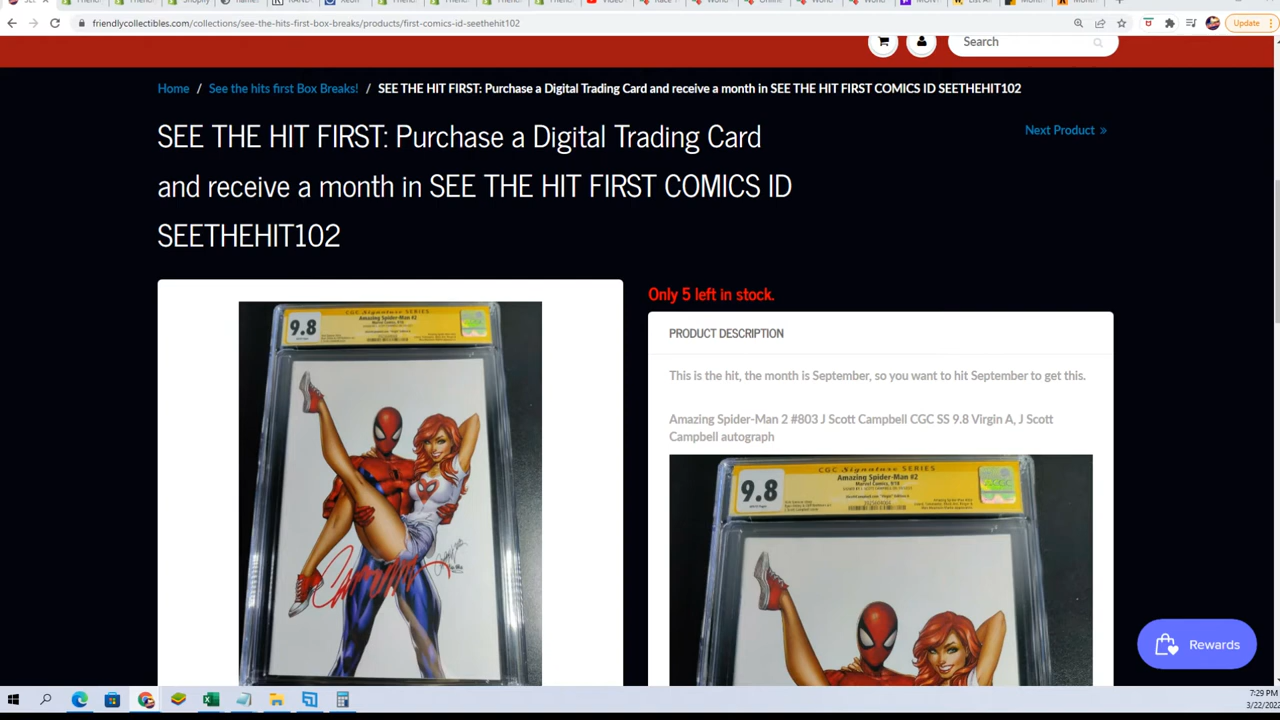 friendlycollectibles.com/collections/see-the-hits-first-box-breaks/products/first-comics-id-seethehit102
Update
Search
Home / See the hits first Box Breaks! / SEE THE HIT FIRST: Purchase a Digital Trading Card and receive a month in SEE THE HIT FIRST COMICS ID SEETHEHIT102
Next Product »
SEE THE HIT FIRST: Purchase a Digital Trading Card
and receive a month in SEE THE HIT FIRST COMICS ID
SEETHEHIT102
Only 5 left in stock.
PRODUCT DESCRIPTION
This is the hit, the month is September, so you want to hit September to get this.
Amazing Spider-Man 2 #803 J Scott Campbell CGC SS 9.8 Virgin A, J Scott
Campbell autograph
CGC Signature SERIES
9.8
Amazing Spider-Man #2
CGC Signature SERIES
9.8
Amazing Spider-Man #2
Marvel Comics, 9/18
Rewards
7:29 PM